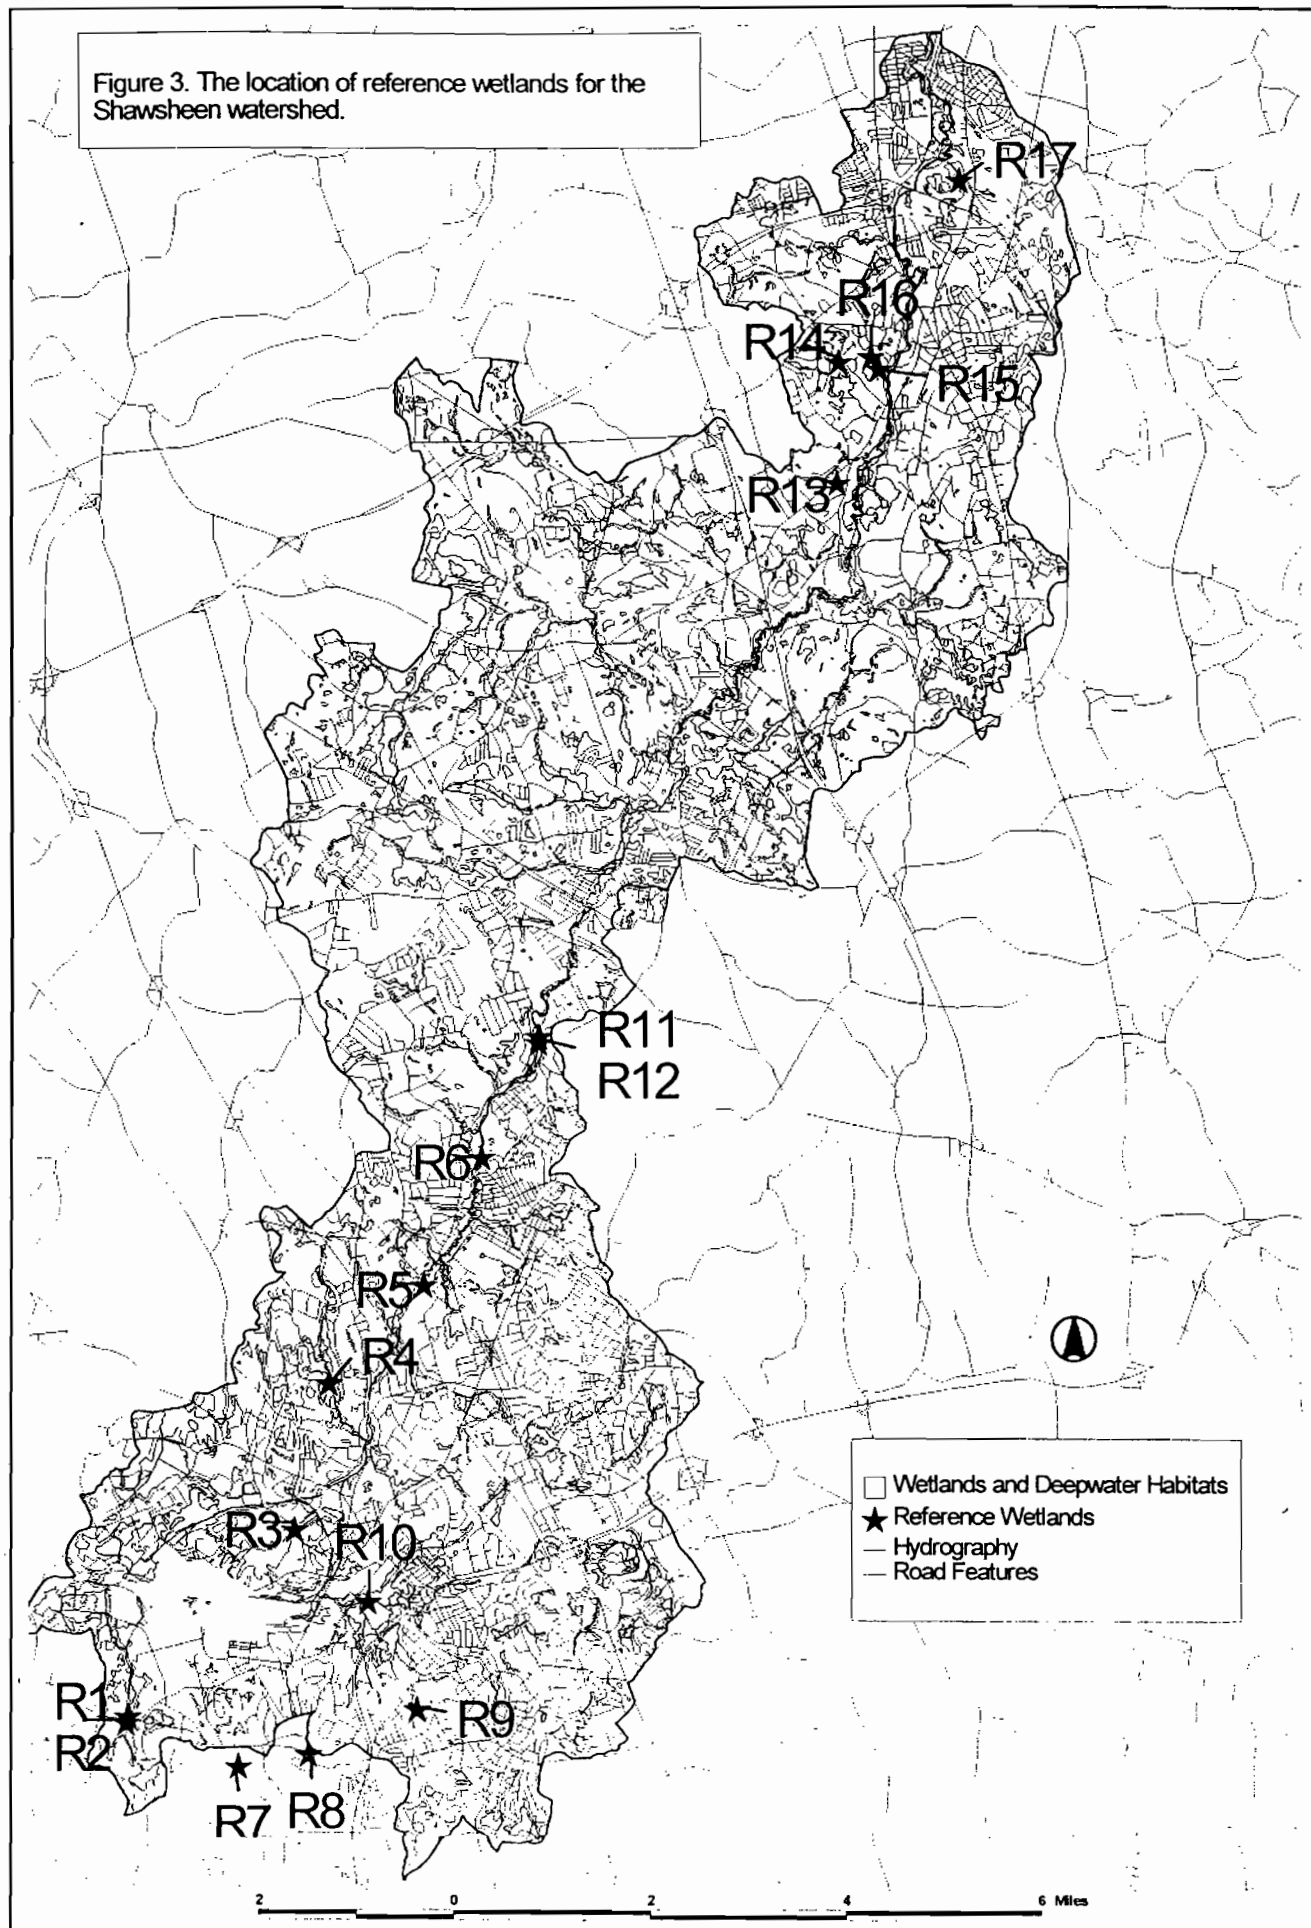 Figure 3. The location of reference wetlands for the
Shawsheen watershed.
R17
R16
R14
R15
R13
R11
R12
R6
R5
R4
R3
R10
R1
R2
R9
R7
R8
Wetlands and Deepwater Habitats
Reference Wetlands
Hydrography
Road Features
2 0 2 4 6 Miles